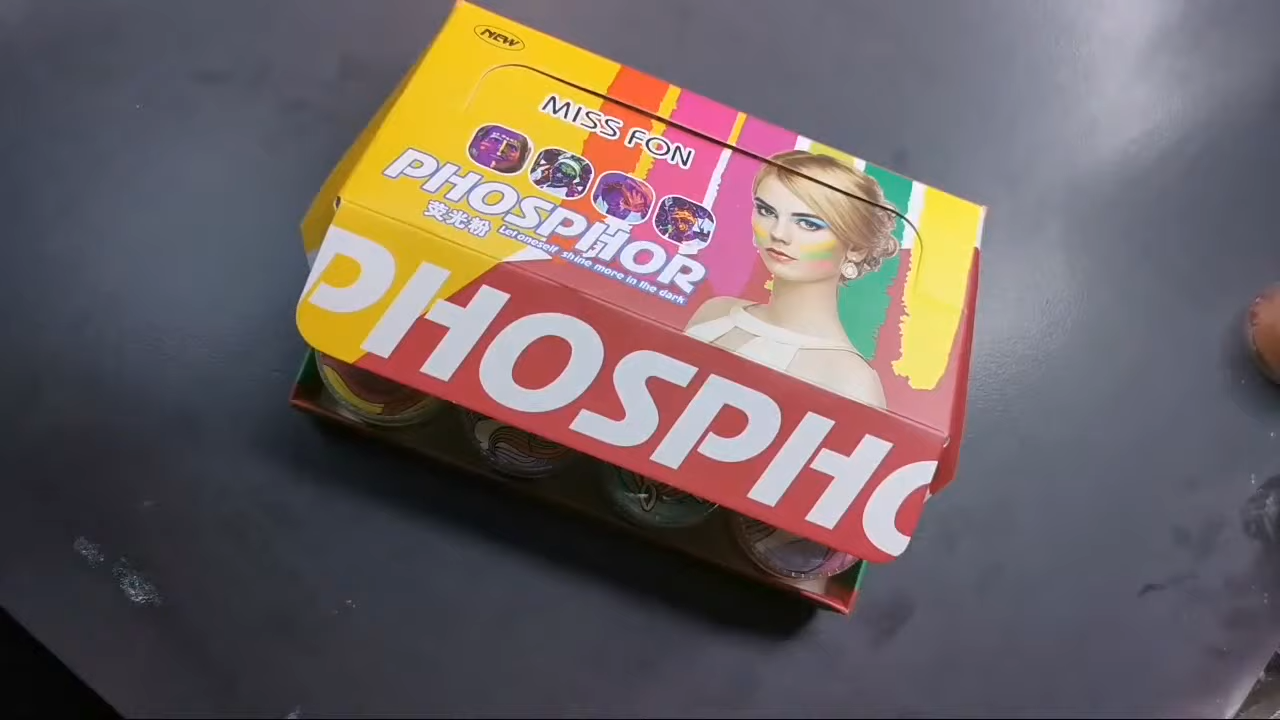 NEW
MISS FON
PHOSPHOR
荧光粉
Let oneself shine more in the dark
PHOSPHO